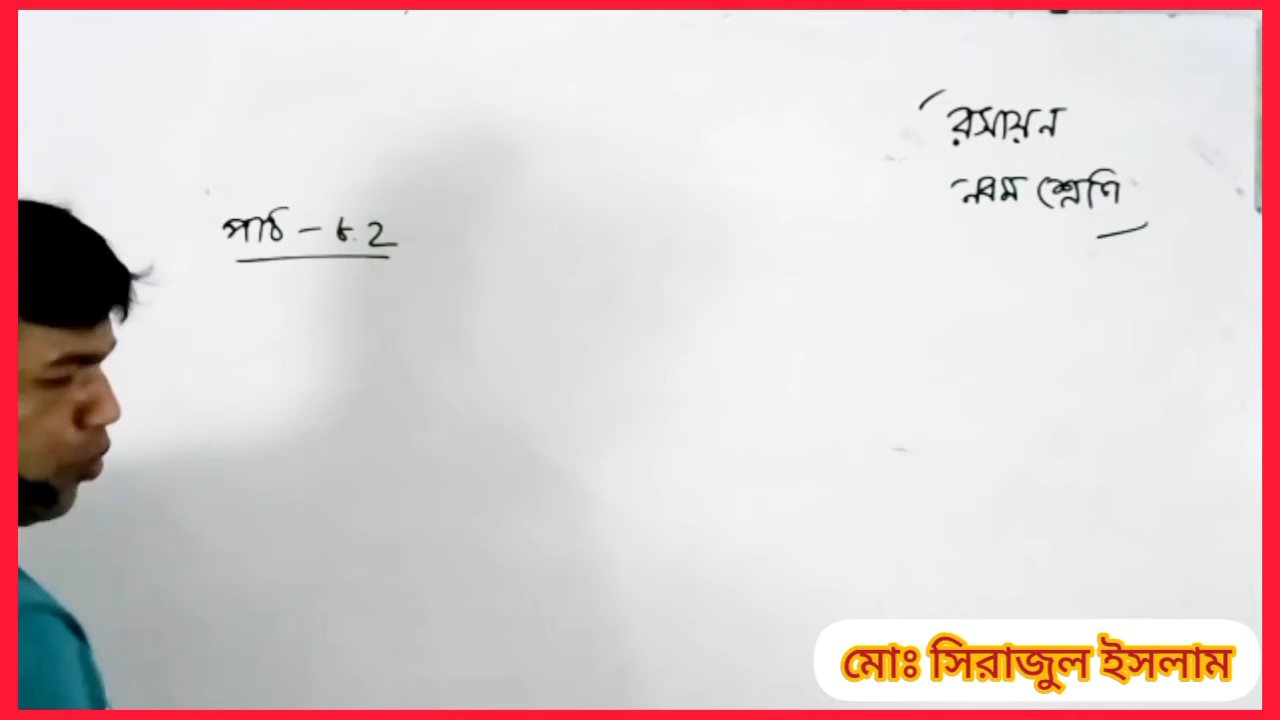 রসায়ন
নবম শ্রেণি
পাঠ - ৮.2
মোঃ সিরাজুল ইসলাম